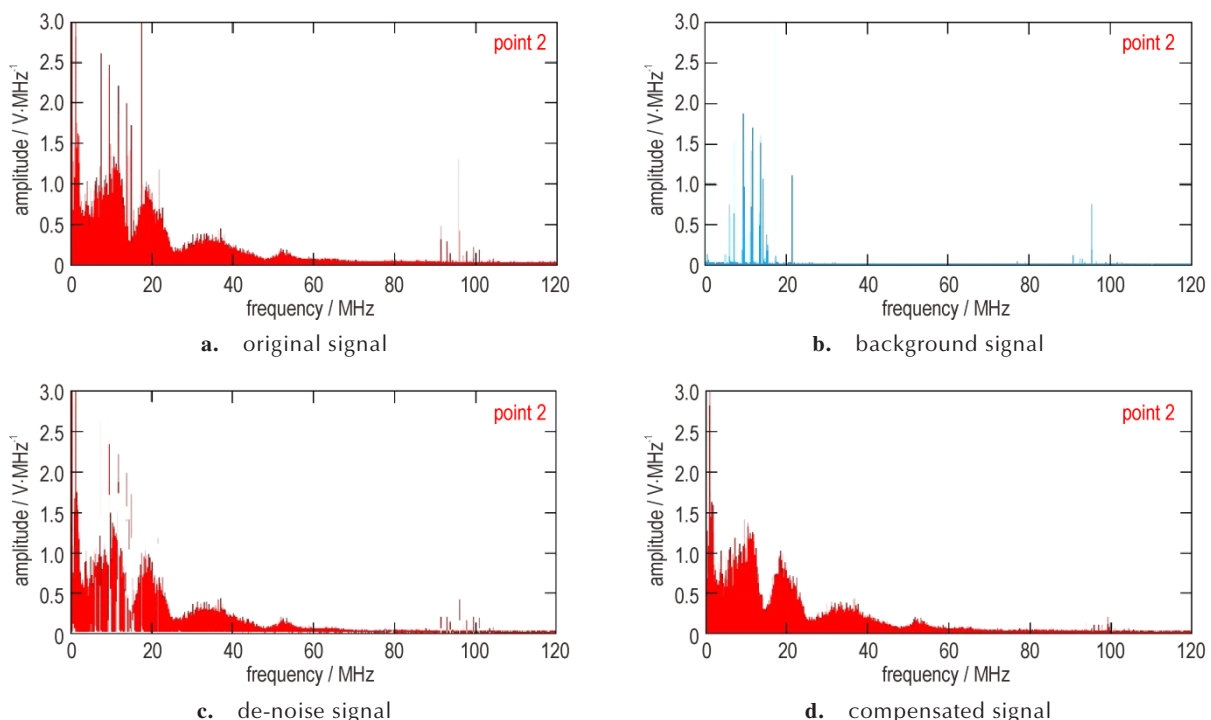 3.0
2.5
2.0
1.5
1.0
0.5
0
amplitude / V·MHz⁻¹
point 2
0 20 40 60 80 100 120
frequency / MHz
a. original signal
3.0
2.5
2.0
1.5
1.0
0.5
0
amplitude / V·MHz⁻¹
point 2
0 20 40 60 80 100 120
frequency / MHz
b. background signal
3.0
2.5
2.0
1.5
1.0
0.5
0
amplitude / V·MHz⁻¹
point 2
0 20 40 60 80 100 120
frequency / MHz
c. de-noise signal
3.0
2.5
2.0
1.5
1.0
0.5
0
amplitude / V·MHz⁻¹
point 2
0 20 40 60 80 100 120
frequency / MHz
d. compensated signal